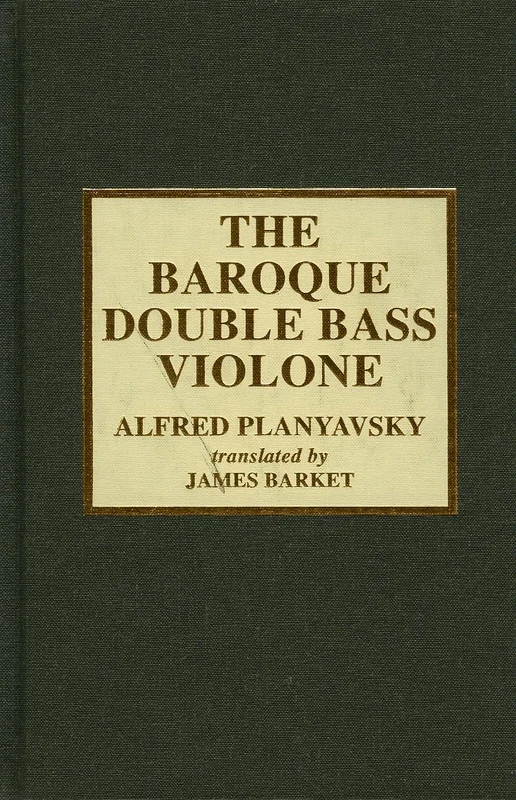 THE
BAROQUE
DOUBLE BASS
VIOLONE
ALFRED PLANYAVSKY
translated by
JAMES BARKET